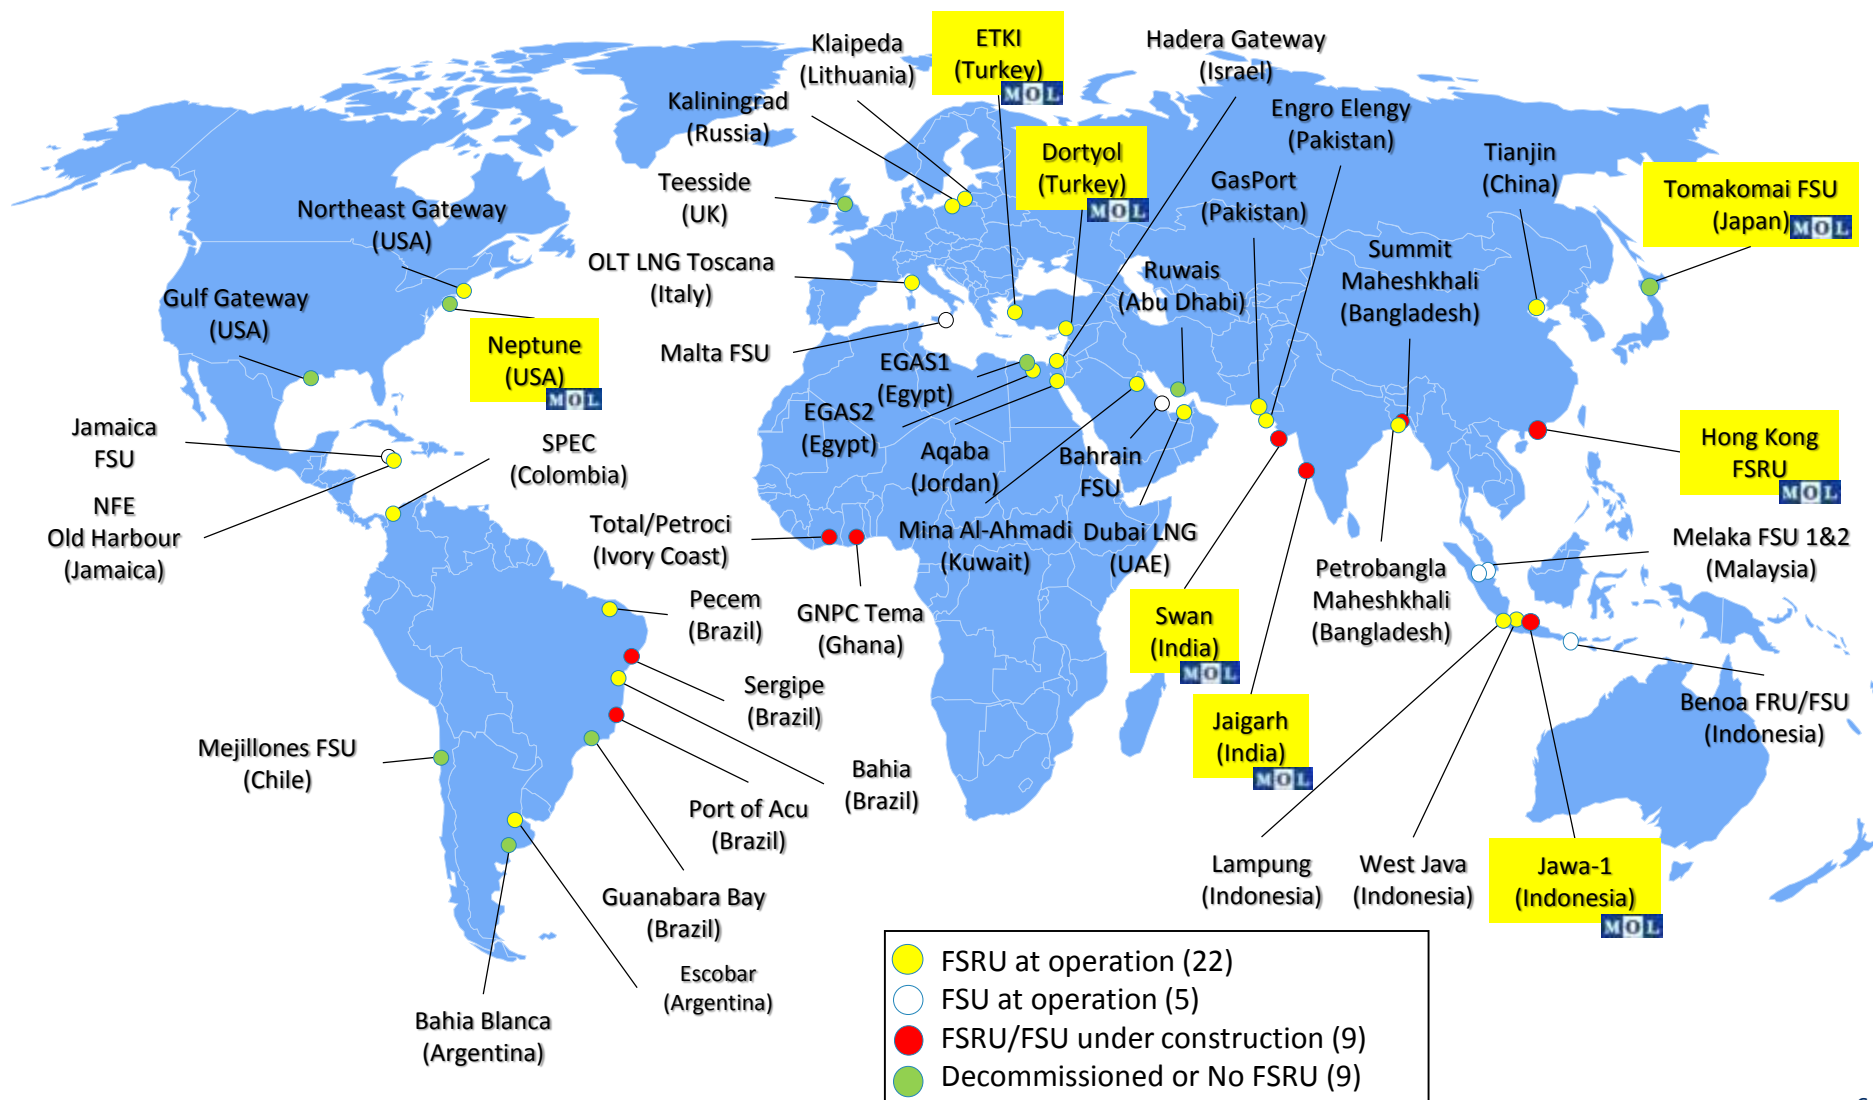 Klaipeda
(Lithuania)
ETKI
(Turkey)
MOL
Hadera Gateway
(Israel)
Kaliningrad
(Russia)
Engro Elengy
(Pakistan)
Dortyol
(Turkey)
MOL
Tianjin
(China)
Teesside
(UK)
GasPort
(Pakistan)
Tomakomai FSU
(Japan)
MOL
Northeast Gateway
(USA)
OLT LNG Toscana
(Italy)
Ruwais
(Abu Dhabi)
Summit
Maheshkhali
(Bangladesh)
Gulf Gateway
(USA)
Neptune
(USA)
MOL
Malta FSU
EGAS1
(Egypt)
EGAS2
(Egypt)
Jamaica
FSU
SPEC
(Colombia)
Aqaba
(Jordan)
Bahrain
FSU
Hong Kong
FSRU
MOL
NFE
Old Harbour
(Jamaica)
Total/Petroci
(Ivory Coast)
Mina Al-Ahmadi
(Kuwait)
Dubai LNG
(UAE)
Melaka FSU 1&2
(Malaysia)
Petrobangla
Maheshkhali
(Bangladesh)
Pecem
(Brazil)
GNPC Tema
(Ghana)
Swan
(India)
MOL
Sergipe
(Brazil)
Jaigarh
(India)
MOL
Benoa FRU/FSU
(Indonesia)
Mejillones FSU
(Chile)
Bahia
(Brazil)
Port of Acu
(Brazil)
Lampung
(Indonesia)
West Java
(Indonesia)
Jawa-1
(Indonesia)
MOL
Guanabara Bay
(Brazil)
Escobar
(Argentina)
Bahia Blanca
(Argentina)
FSRU at operation (22)
FSU at operation (5)
FSRU/FSU under construction (9)
Decommissioned or No FSRU (9)